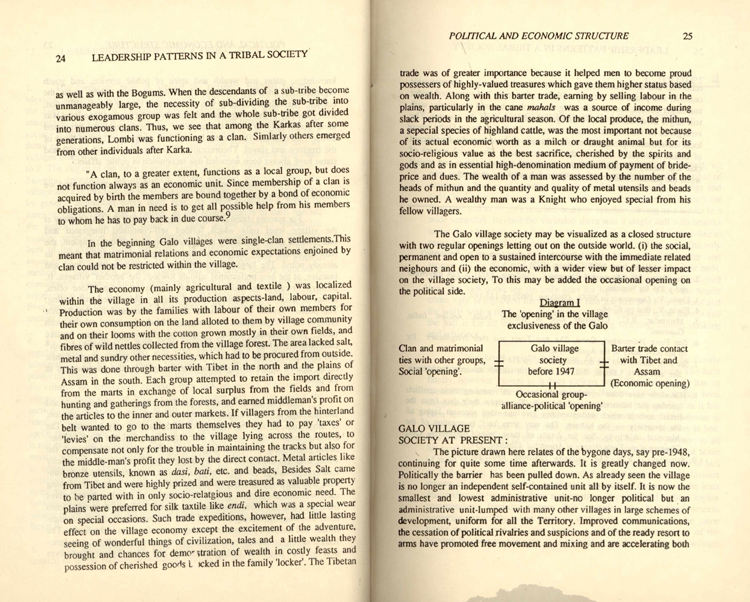 24 LEADERSHIP PATTERNS IN A TRIBAL SOCIETY
as well as with the Bogums. When the descendants of a sub-tribe become
unmanageably large, the necessity of sub-dividing the sub-tribe into
various exogamous group was felt and the whole sub-tribe got divided
into numerous clans. Thus, we see that among the Karkas after some
generations, Lombi was functioning as a clan. Simlarly others emerged
from other individuals after Karka.
"A clan, to a greater extent, functions as a local group, but does
not function always as an economic unit. Since membership of a clan is
acquired by birth the members are bound together by a bond of economic
obligations. A man in need is to get all possible help from his members
to whom he has to pay back in due course.9
In the beginning Galo villages were single-clan settlements.This
meant that matrimonial relations and economic expectations enjoined by
clan could not be restricted within the village.
The economy (mainly agricultural and textile ) was localized
within the village in all its production aspects-land, labour, capital.
Production was by the families with labour of their own members for
their own consumption on the land alloted to them by village community
and on their looms with the cotton grown mostly in their own fields, and
fibres of wild nettles collected from the village forest. The area lacked salt,
metal and sundry other necessities, which had to be procured from outside.
This was done through barter with Tibet in the north and the plains of
Assam in the south. Each group attempted to retain the import directly
from the marts in exchange of local surplus from the fields and from
hunting and gatherings from the forests, and earned middleman's profit on
the articles to the inner and outer markets. If villagers from the hinterland
belt wanted to go to the marts themselves they had to pay 'taxes' or
'levies' on the merchandiss to the village lying across the routes, to
compensate not only for the trouble in maintaining the tracks but also for
the middle-man's profit they lost by the direct contact. Metal articles like
bronze utensils, known as dasi, bati, etc. and beads, Besides Salt came
from Tibet and were highly prized and were treasured as valuable property
to be parted with in only socio-relatgious and dire economic need. The
plains were preferred for silk taxtile like endi, which was a special wear
on special occasions. Such trade expeditions, however, had little lasting
effect on the village economy except the excitement of the adventure,
seeing of wonderful things of civilization, tales and a little wealth they
brought and chances for demonstration of wealth in costly feasts and
possession of cherished goods locked in the family 'locker'. The Tibetan
POLITICAL AND ECONOMIC STRUCTURE 25
trade was of greater importance because it helped men to become proud
possessers of highly-valued treasures which gave them higher status based
on wealth. Along with this barter trade, earning by selling labour in the
plains, particularly in the cane mahals was a source of income during
slack periods in the agricultural season. Of the local produce, the mithun,
a sepecial species of highland cattle, was the most important not because
of its actual economic worth as a milch or draught animal but for its
socio-religious value as the best sacrifice, cherished by the spirits and
gods and as in essential high-denomination medium of payment of bride-
price and dues. The wealth of a man was assessed by the number of the
heads of mithun and the quantity and quality of metal utensils and beads
he owned. A wealthy man was a Knight who enjoyed special from his
fellow villagers.
The Galo village society may be visualized as a closed structure
with two regular openings letting out on the outside world. (i) the social,
permanent and open to a sustained intercourse with the immediate related
neighours and (ii) the economic, with a wider view but of lesser impact
on the village society, To this may be added the occasional opening on
the political side.
Diagram I
The 'opening' in the village
exclusiveness of the Galo
Clan and matrimonial
ties with other groups,
Social 'opening'.
Galo village
society
before 1947
Barter trade contact
with Tibet and
Assam
(Economic opening)
Occasional group-
alliance-political 'opening'
GALO VILLAGE
SOCIETY AT PRESENT :
The picture drawn here relates of the bygone days, say pre-1948,
continuing for quite some time afterwards. It is greatly changed now.
Politically the barrier has been pulled down. As already seen the village
is no longer an independent self-contained unit all by itself. It is now the
smallest and lowest administrative unit-no longer political but an
administrative unit-lumped with many other villages in large schemes of
development, uniform for all the Territory. Improved communications,
the cessation of political rivalries and suspicions and of the ready resort to
arms have promoted free movement and mixing and are accelerating both